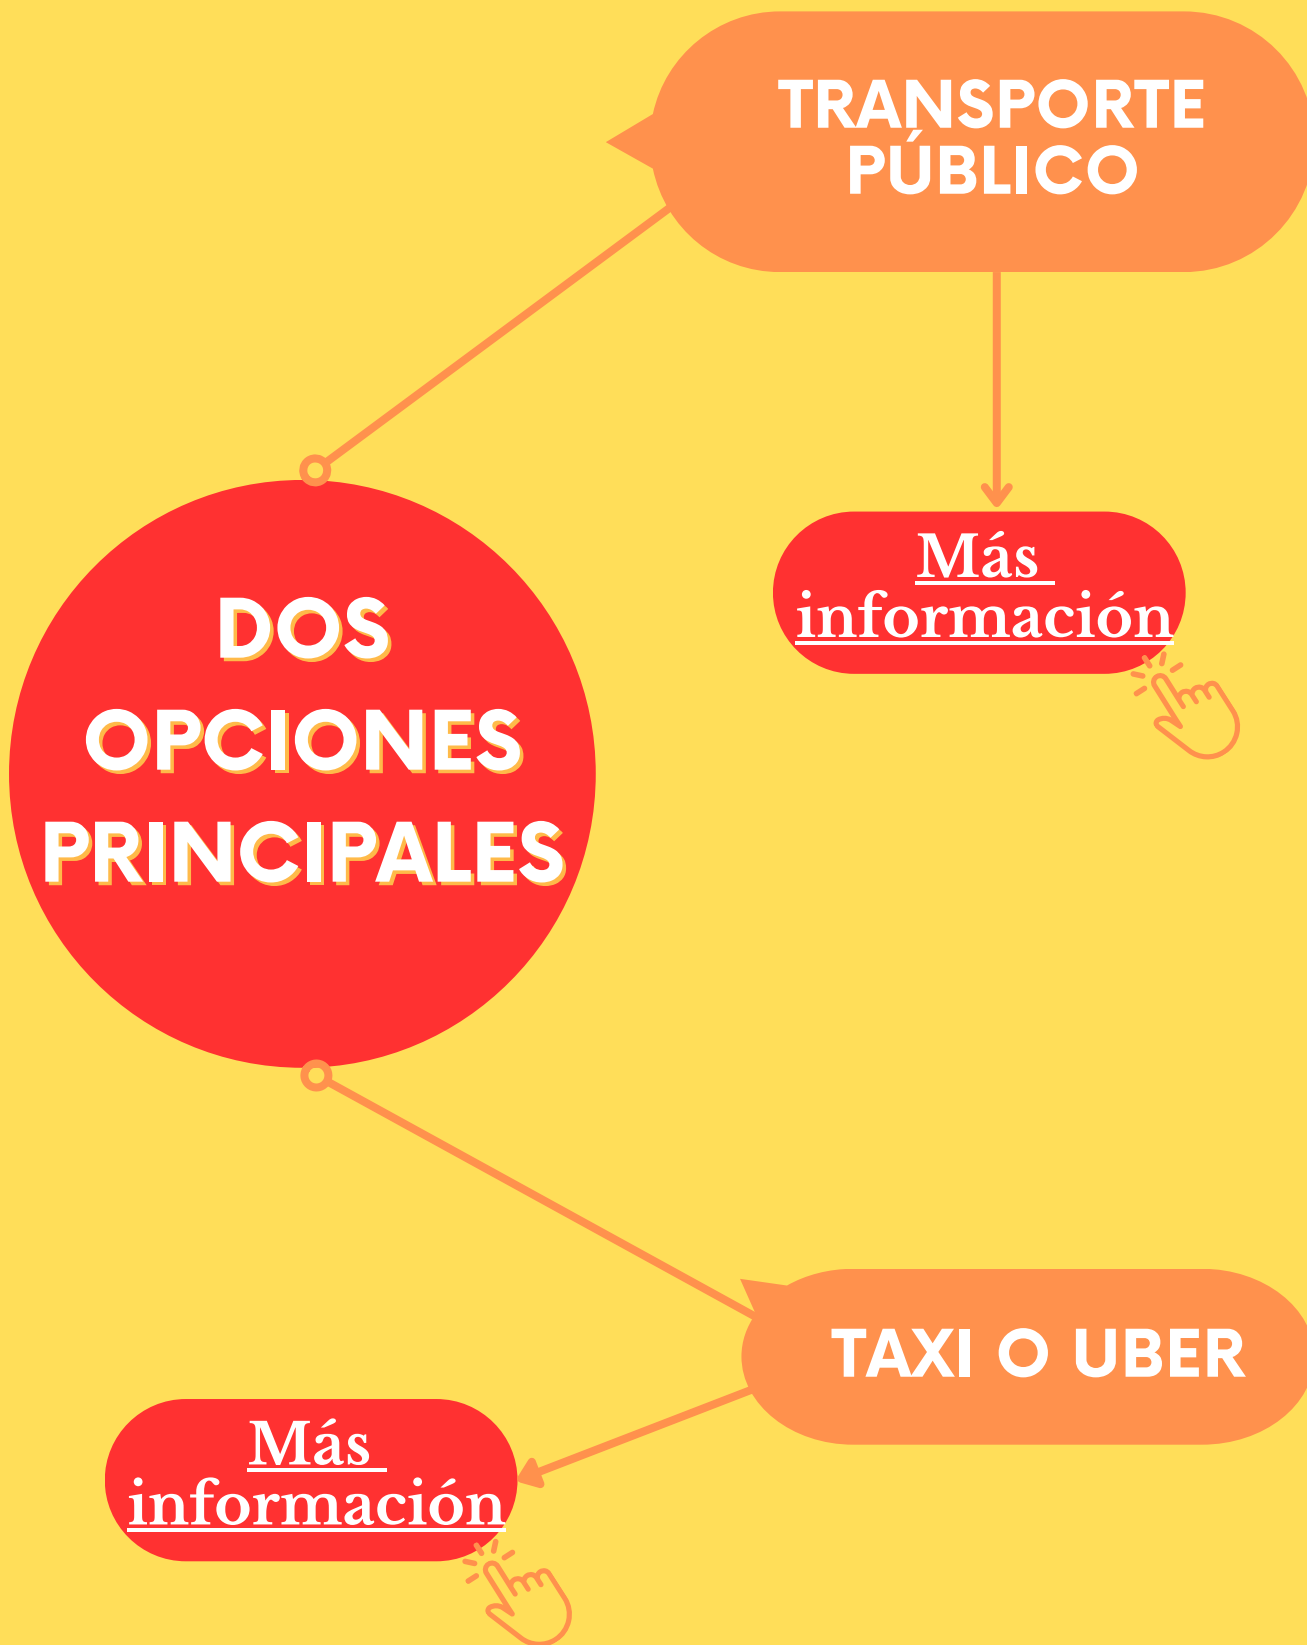 TRANSPORTE
PÚBLICO
Más
información
DOS
OPCIONES
PRINCIPALES
TAXI O UBER
Más
información